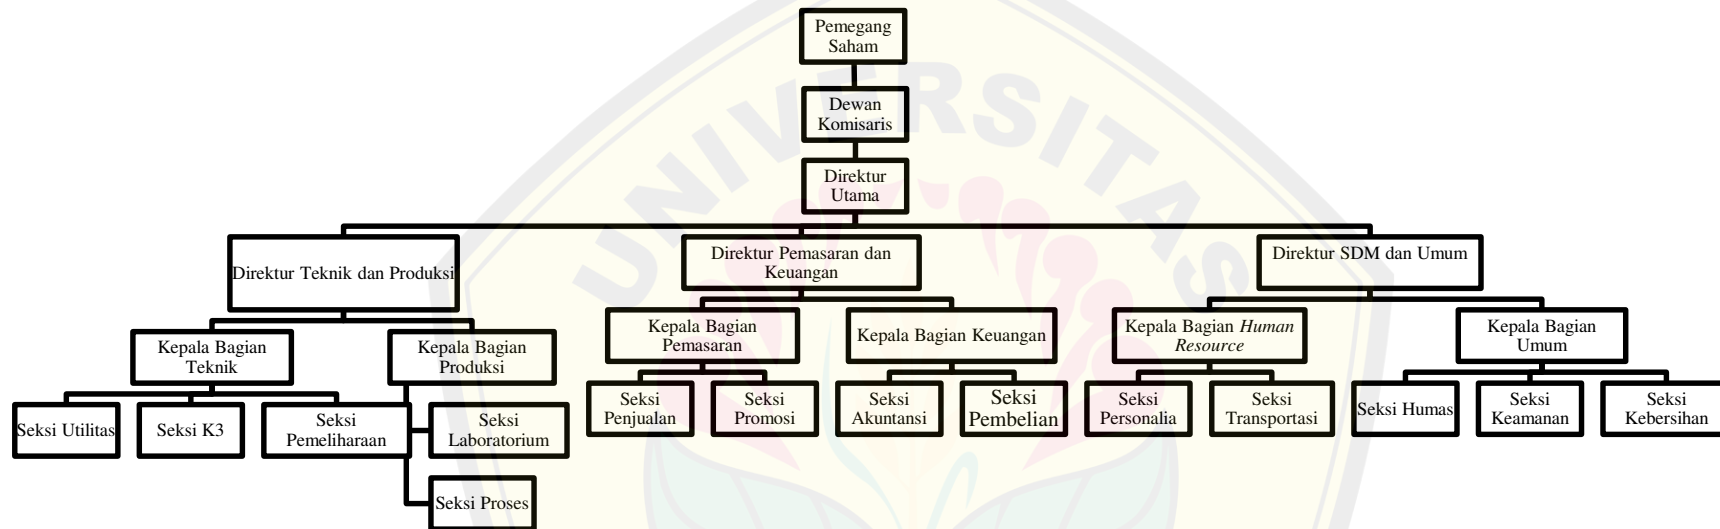 Pemegang
Saham
Dewan
Komisaris
Direktur
Utama
Direktur Teknik dan Produksi
Direktur Pemasaran dan
Keuangan
Direktur SDM dan Umum
Kepala Bagian
Teknik
Kepala Bagian
Produksi
Kepala Bagian
Pemasaran
Kepala Bagian Keuangan
Kepala Bagian Human
Resource
Kepala Bagian
Umum
Seksi Utilitas
Seksi K3
Seksi
Pemeliharaan
Seksi
Laboratorium
Seksi Proses
Seksi
Penjualan
Seksi
Promosi
Seksi
Akuntansi
Seksi
Pembelian
Seksi
Personalia
Seksi
Transportasi
Seksi Humas
Seksi
Keamanan
Seksi
Kebersihan
UNIVERSITAS